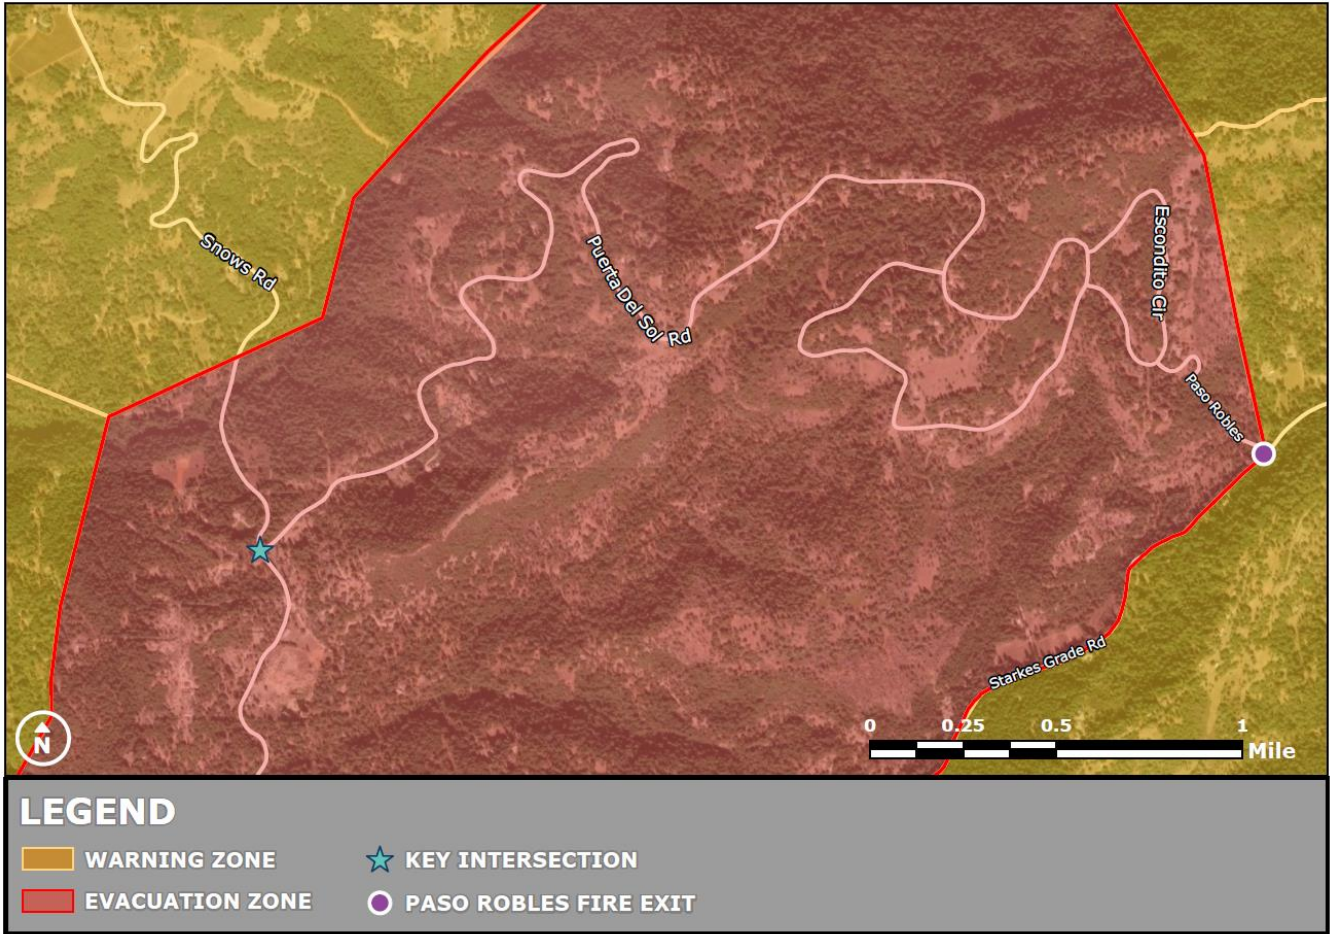 Snows Rd
Puerta Del Sol Rd
Escondito Cir
Paso Robles
Starkes Grade Rd
N
0 0.25 0.5 1
Mile
LEGEND
WARNING ZONE
KEY INTERSECTION
EVACUATION ZONE
PASO ROBLES FIRE EXIT